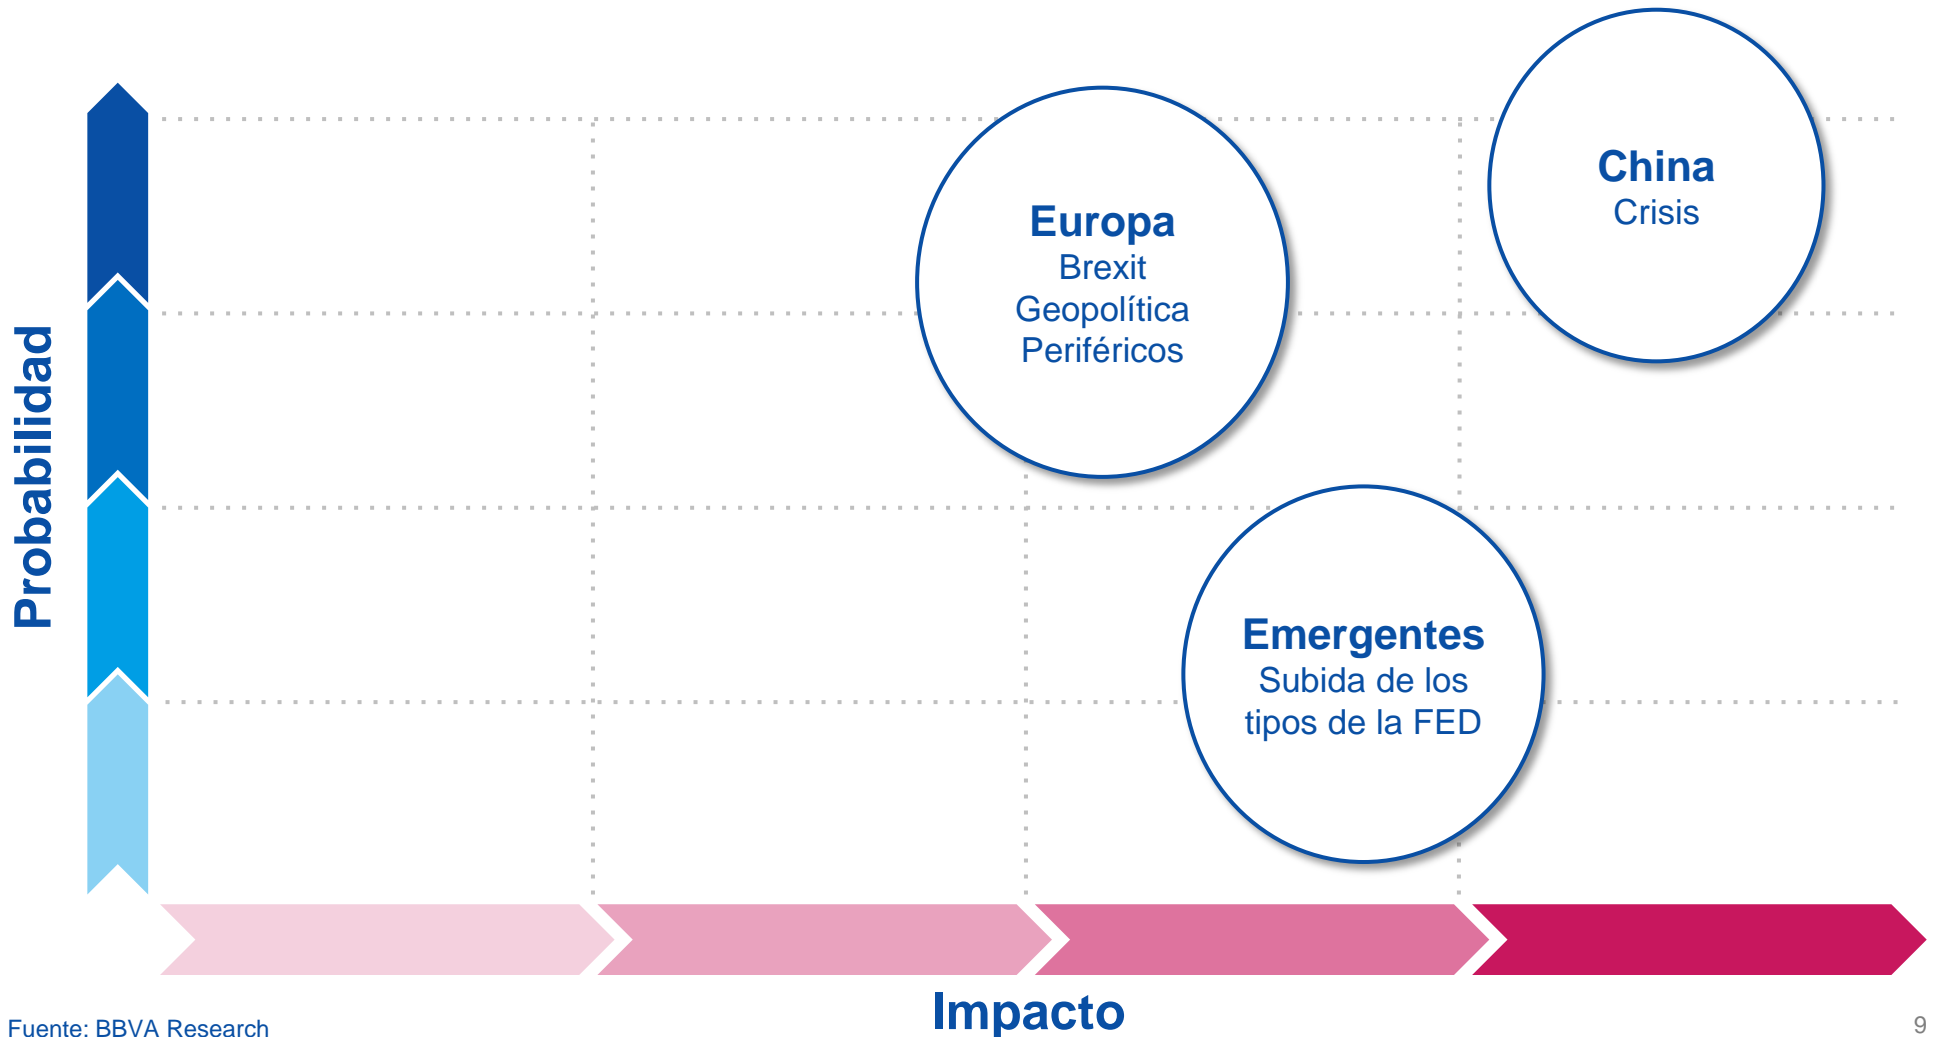 China
Crisis
Europa
Brexit
Geopolítica
Periféricos
Probabilidad
Emergentes
Subida de los
tipos de la FED
Impacto
Fuente: BBVA Research
9